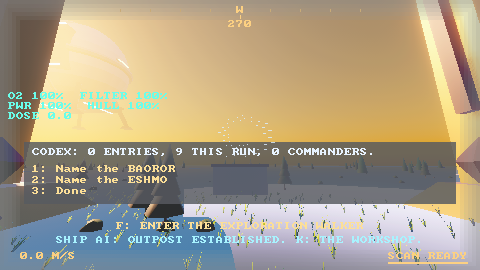 W
270
O2 100% FILTER 100%
PWR 100% HULL 100%
DOSE 0.0
CODEX: 0 ENTRIES, 9 THIS RUN, 0 COMMANDERS.
1: Name the BAOROR
2: Name the ESHMO
3: Done
F: ENTER THE EXPLORATION WALKER
SHIP AI: OUTPOST ESTABLISHED. K: THE WORKSHOP.
0.0 M/S
SCAN READY